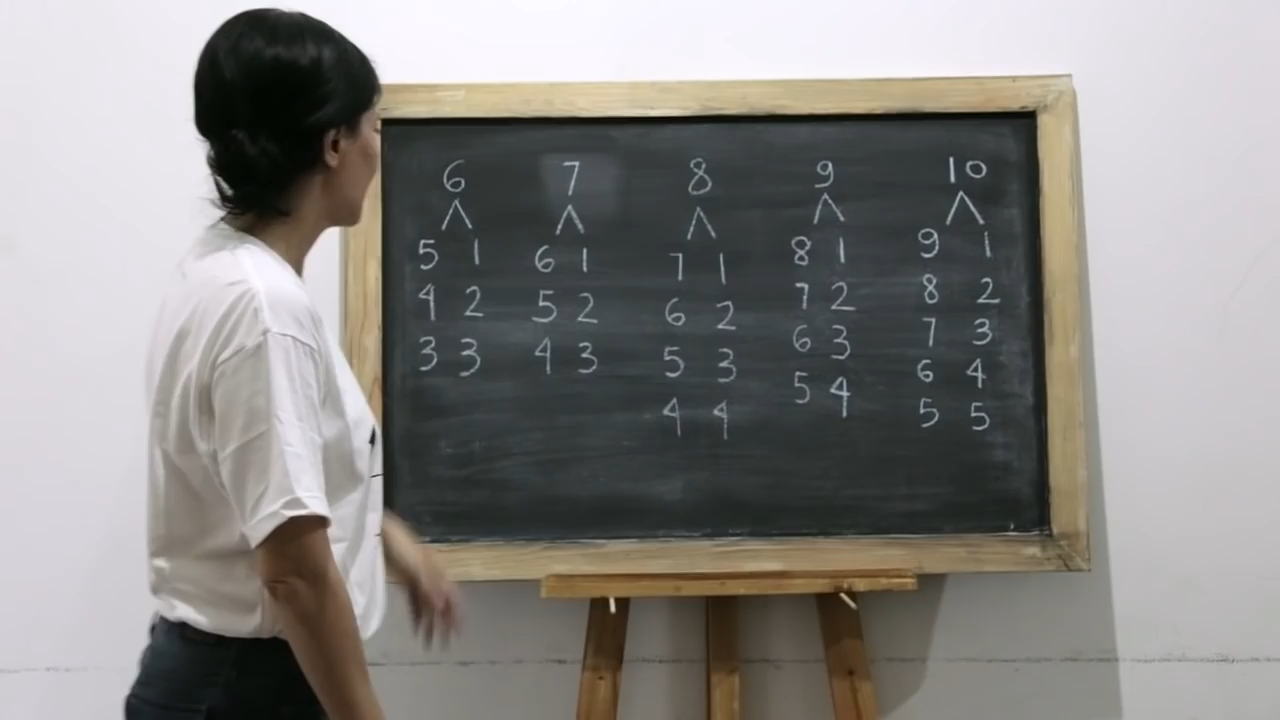 6 7 8 9 10
5 1 6 1 7 1 8 1 9 1
4 2 5 2 6 2 7 2 8 2
3 3 4 3 5 3 6 3 7 3
4 4 5 4 6 4
5 5